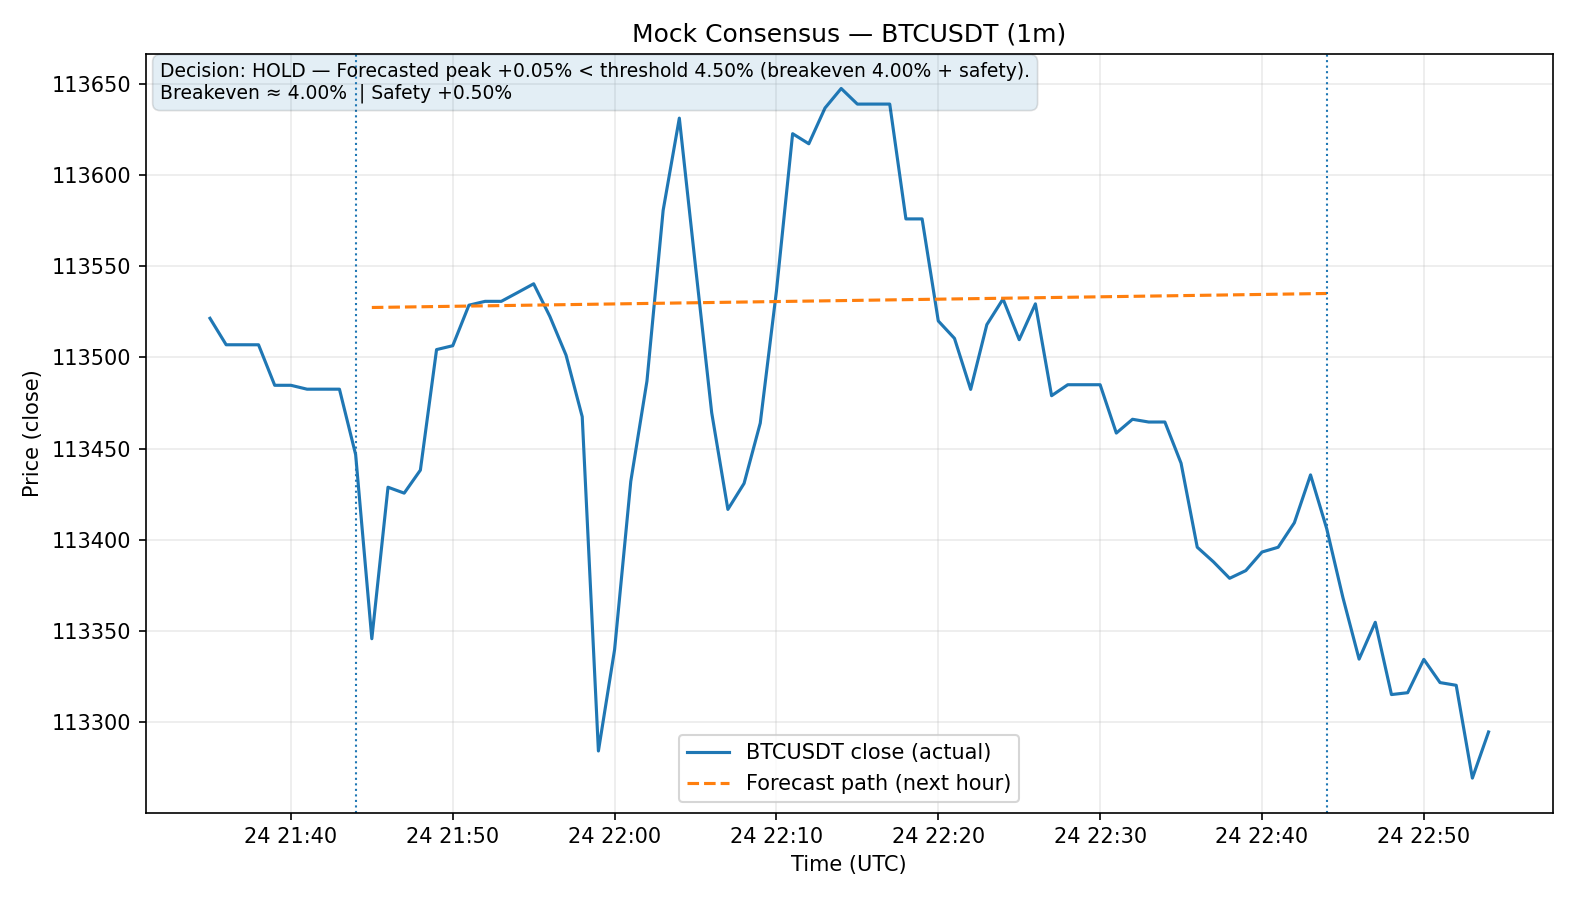 Mock Consensus — BTCUSDT (1m)
Decision: HOLD — Forecasted peak +0.05% < threshold 4.50% (breakeven 4.00% + safety).
Breakeven ≈ 4.00% | Safety +0.50%
Price (close)
113650
113600
113550
113500
113450
113400
113350
113300
BTCUSDT close (actual)
Forecast path (next hour)
24 21:40
24 21:50
24 22:00
24 22:10
24 22:20
24 22:30
24 22:40
24 22:50
Time (UTC)